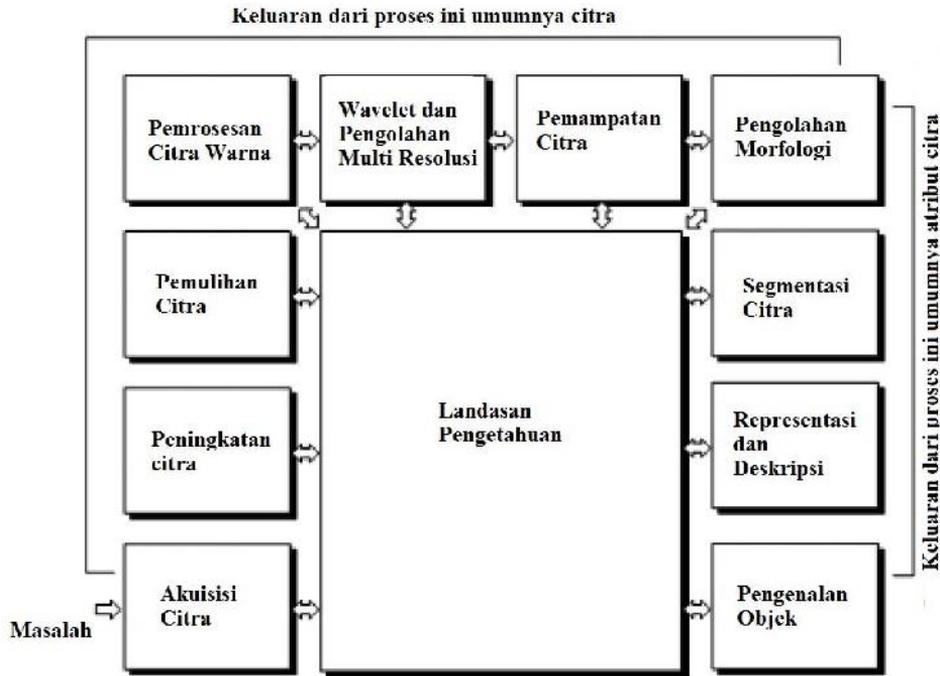 Keluaran dari proses ini umumnya citra
Pemrosesan
Citra Warna
Wavelet dan
Pengolahan
Multi Resolusi
Pemampatan
Citra
Pengolahan
Morfologi
Pemulihan
Citra
Segmentasi
Citra
Peningkatan
citra
Landasan
Pengetahuan
Representasi
dan
Deskripsi
Akuisisi
Citra
Pengenalan
Objek
Masalah
Keluaran dari proses ini umumnya atribut citra